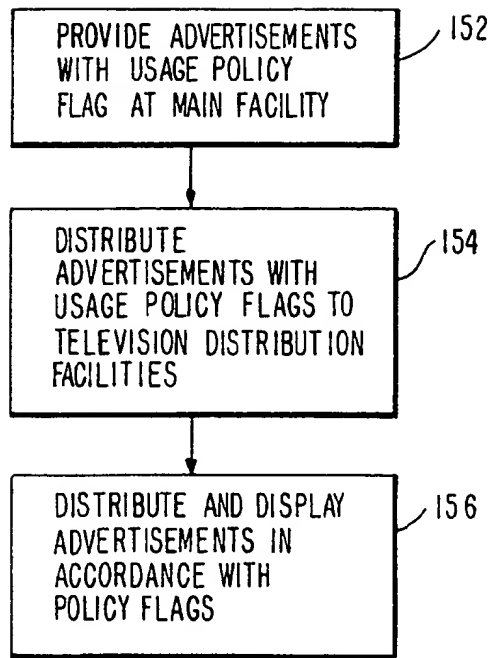 PROVIDE ADVERTISEMENTS
WITH USAGE POLICY
FLAG AT MAIN FACILITY
152
DISTRIBUTE
ADVERTISEMENTS WITH
USAGE POLICY FLAGS TO
TELEVISION DISTRIBUTION
FACILITIES
154
DISTRIBUTE AND DISPLAY
ADVERTISEMENTS IN
ACCORDANCE WITH
POLICY FLAGS
156